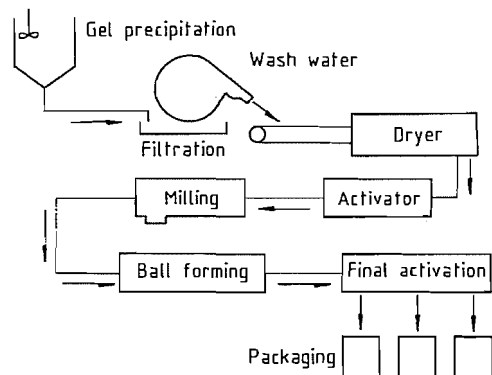 Gel precipitation
Wash water
Filtration
Dryer
Milling
Activator
Ball forming
Final activation
Packaging